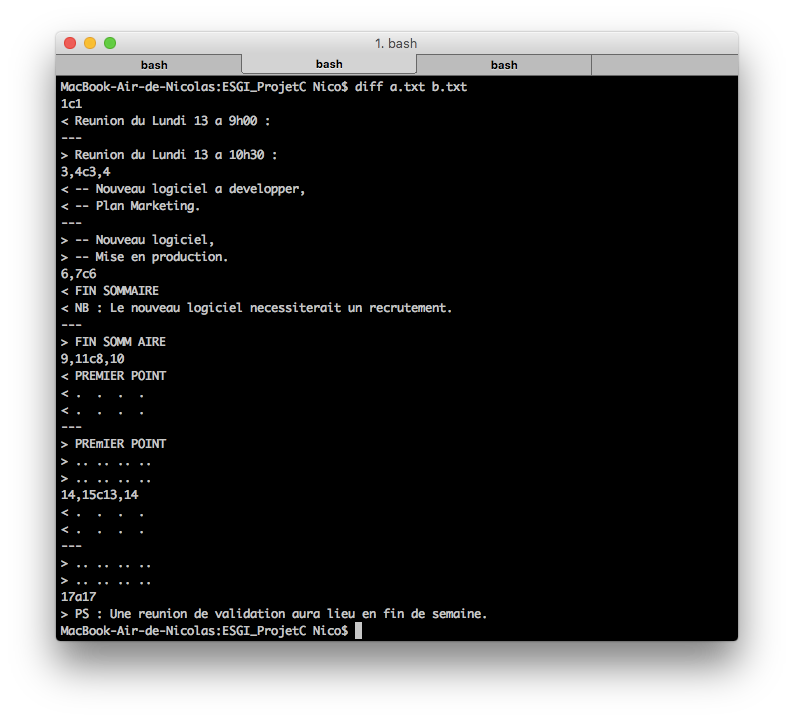 1. bash
bash bash bash
MacBook-Air-de-Nicolas:ESGI_ProjetC Nico$ diff a.txt b.txt
1c1
< Reunion du Lundi 13 a 9h00 :
---
> Reunion du Lundi 13 a 10h30 :
3,4c3,4
< -- Nouveau logiciel a developper,
< -- Plan Marketing.
---
> -- Nouveau logiciel,
> -- Mise en production.
6,7c6
< FIN SOMMAIRE
< NB : Le nouveau logiciel necessiterait un recrutement.
---
> FIN SOMM AIRE
9,11c8,10
< PREMIER POINT
< .  .  .  .
< .  .  .  .
---
> PREmIER POINT
> .. .. .. ..
> .. .. .. ..
14,15c13,14
< .  .  .  .
< .  .  .  .
---
> .. .. .. ..
> .. .. .. ..
17a17
> PS : Une reunion de validation aura lieu en fin de semaine.
MacBook-Air-de-Nicolas:ESGI_ProjetC Nico$